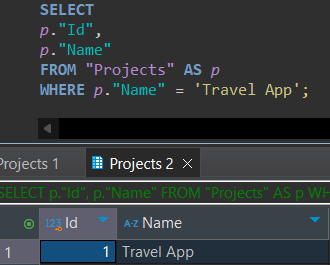 SELECT
p."Id",
p."Name"
FROM "Projects" AS p
WHERE p."Name" = 'Travel App';
Projects 1
Projects 2
SELECT p."Id", p."Name" FROM "Projects" AS p WH
123 Id
A-Z Name
1 1 Travel App